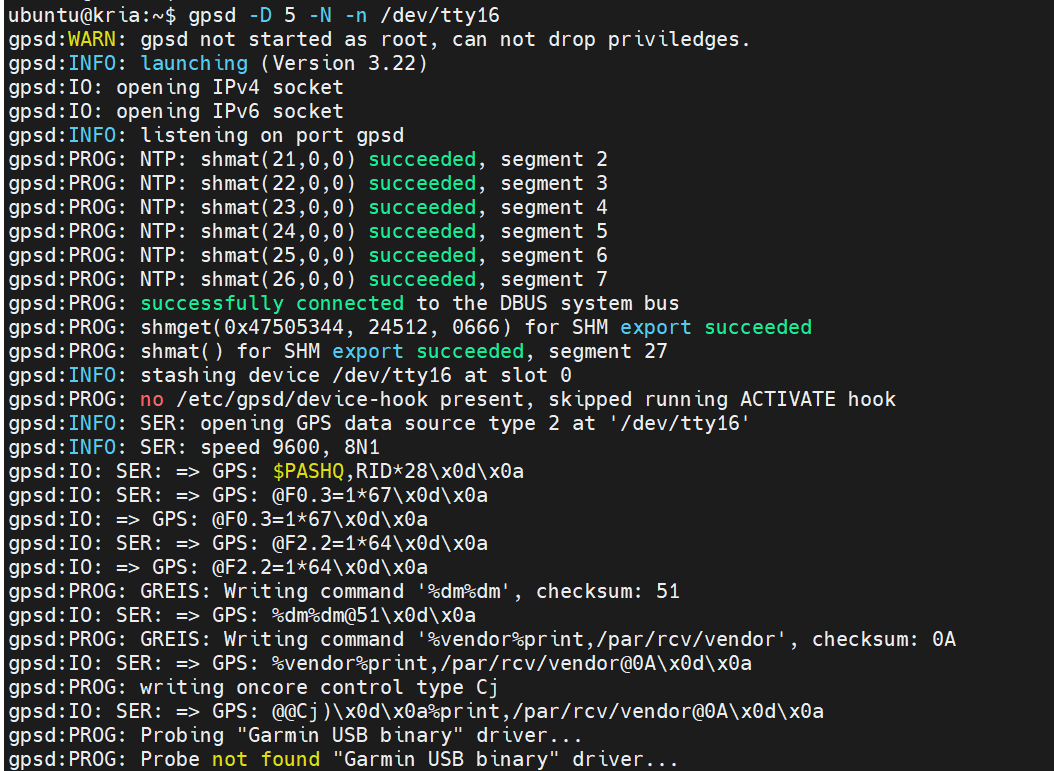 ubuntu@kria:~$ gpsd -D 5 -N -n /dev/tty16
gpsd:WARN: gpsd not started as root, can not drop priviledges.
gpsd:INFO: launching (Version 3.22)
gpsd:IO: opening IPv4 socket
gpsd:IO: opening IPv6 socket
gpsd:INFO: listening on port gpsd
gpsd:PROG: NTP: shmat(21,0,0) succeeded, segment 2
gpsd:PROG: NTP: shmat(22,0,0) succeeded, segment 3
gpsd:PROG: NTP: shmat(23,0,0) succeeded, segment 4
gpsd:PROG: NTP: shmat(24,0,0) succeeded, segment 5
gpsd:PROG: NTP: shmat(25,0,0) succeeded, segment 6
gpsd:PROG: NTP: shmat(26,0,0) succeeded, segment 7
gpsd:PROG: successfully connected to the DBUS system bus
gpsd:PROG: shmget(0x47505344, 24512, 0666) for SHM export succeeded
gpsd:PROG: shmat() for SHM export succeeded, segment 27
gpsd:INFO: stashing device /dev/tty16 at slot 0
gpsd:PROG: no /etc/gpsd/device-hook present, skipped running ACTIVATE hook
gpsd:INFO: SER: opening GPS data source type 2 at '/dev/tty16'
gpsd:INFO: SER: speed 9600, 8N1
gpsd:IO: SER: => GPS: $PASHQ,RID*28\x0d\x0a
gpsd:IO: SER: => GPS: @F0.3=1*67\x0d\x0a
gpsd:IO: => GPS: @F0.3=1*67\x0d\x0a
gpsd:IO: SER: => GPS: @F2.2=1*64\x0d\x0a
gpsd:IO: => GPS: @F2.2=1*64\x0d\x0a
gpsd:PROG: GREIS: Writing command '%dm%dm', checksum: 51
gpsd:IO: SER: => GPS: %dm%dm@51\x0d\x0a
gpsd:PROG: GREIS: Writing command '%vendor%print,/par/rcv/vendor', checksum: 0A
gpsd:IO: SER: => GPS: %vendor%print,/par/rcv/vendor@0A\x0d\x0a
gpsd:PROG: writing oncore control type Cj
gpsd:IO: SER: => GPS: @@Cj)\x0d\x0a%print,/par/rcv/vendor@0A\x0d\x0a
gpsd:PROG: Probing "Garmin USB binary" driver...
gpsd:PROG: Probe not found "Garmin USB binary" driver...